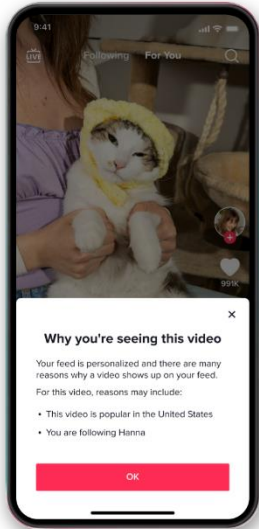 9:41
LIVE
Following For You
991K
Why you're seeing this video
Your feed is personalized and there are many
reasons why a video shows up on your feed.
For this video, reasons may include:
• This video is popular in the United States
• You are following Hanna
OK